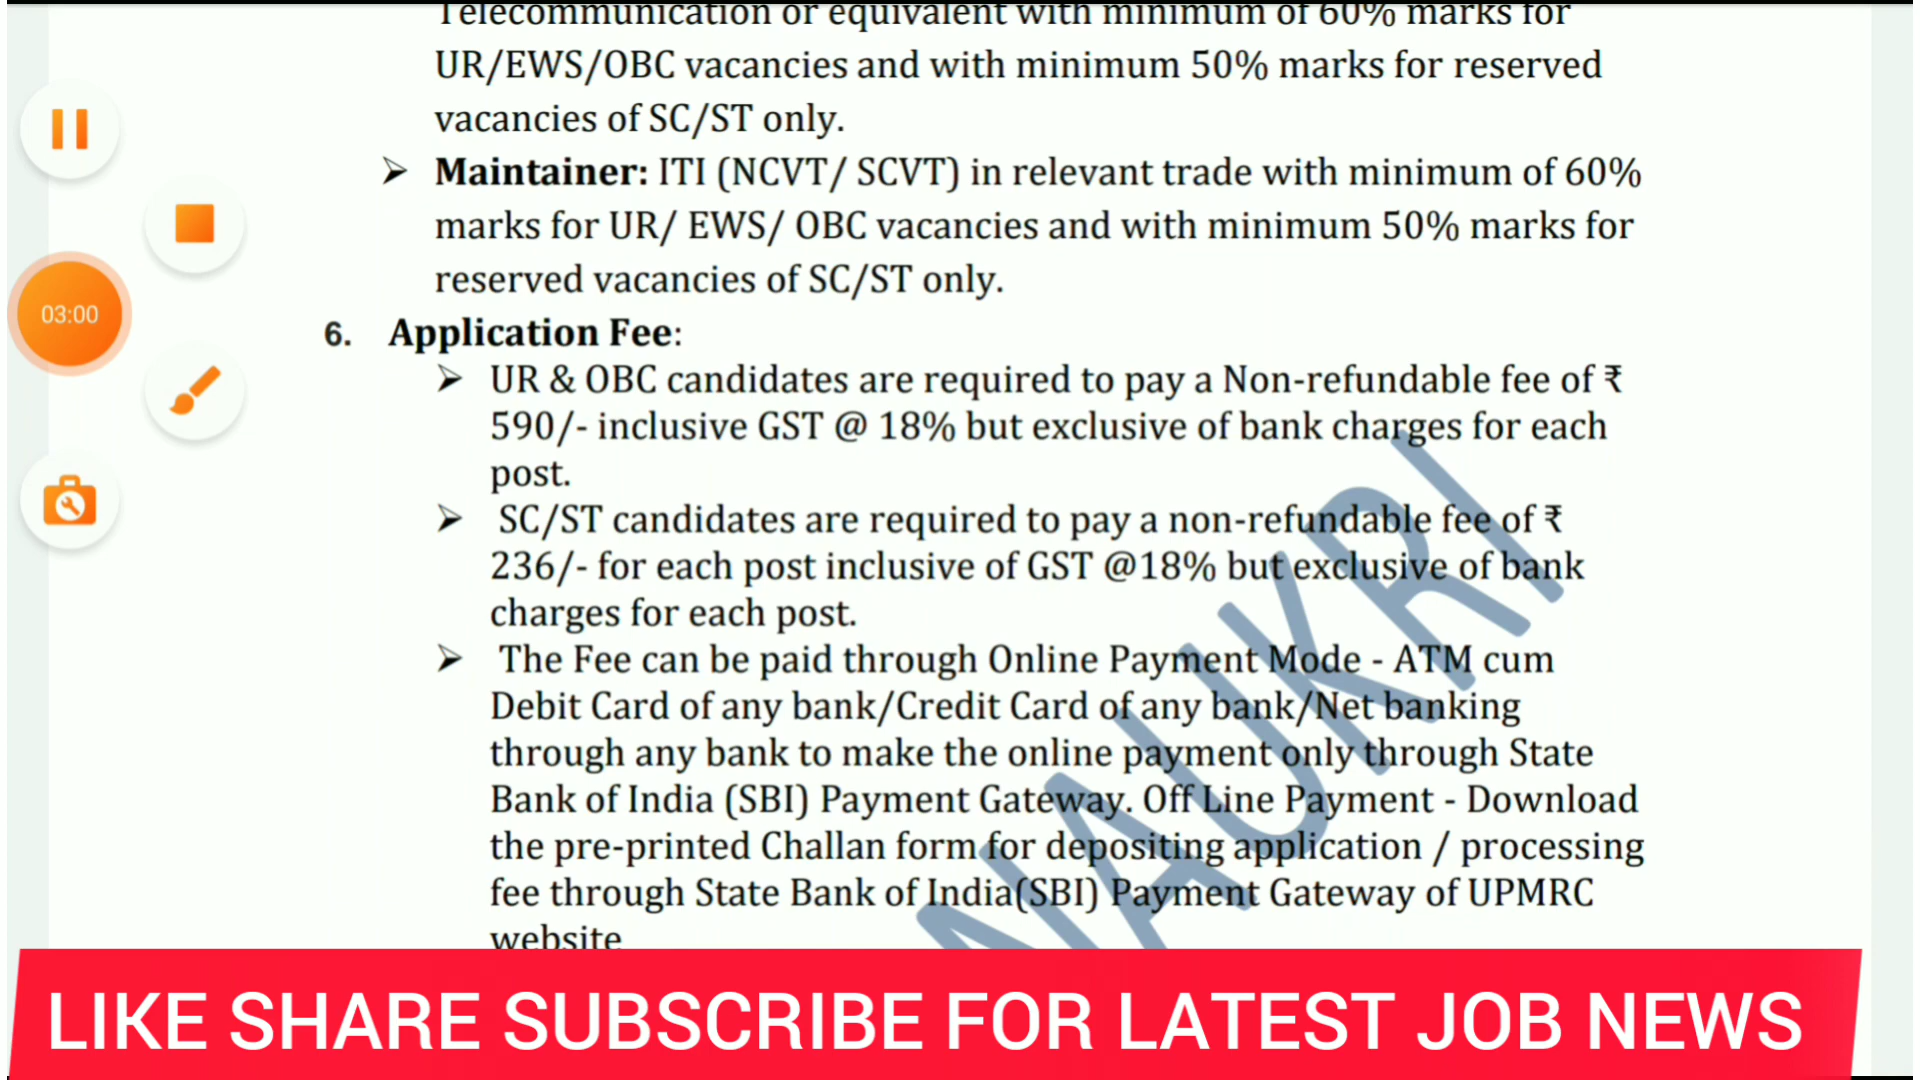 Telecommunication or equivalent with minimum of 60% marks for
UR/EWS/OBC vacancies and with minimum 50% marks for reserved
vacancies of SC/ST only.
➢ Maintainer: ITI (NCVT/ SCVT) in relevant trade with minimum of 60%
marks for UR/ EWS/ OBC vacancies and with minimum 50% marks for
reserved vacancies of SC/ST only.
03:00
6. Application Fee:
➢ UR & OBC candidates are required to pay a Non-refundable fee of ₹
590/- inclusive GST @ 18% but exclusive of bank charges for each
post.
➢ SC/ST candidates are required to pay a non-refundable fee of ₹
236/- for each post inclusive of GST @18% but exclusive of bank
charges for each post.
➢ The Fee can be paid through Online Payment Mode - ATM cum
Debit Card of any bank/Credit Card of any bank/Net banking
through any bank to make the online payment only through State
Bank of India (SBI) Payment Gateway. Off Line Payment - Download
the pre-printed Challan form for depositing application / processing
fee through State Bank of India(SBI) Payment Gateway of UPMRC
website
NAUKRI
LIKE SHARE SUBSCRIBE FOR LATEST JOB NEWS